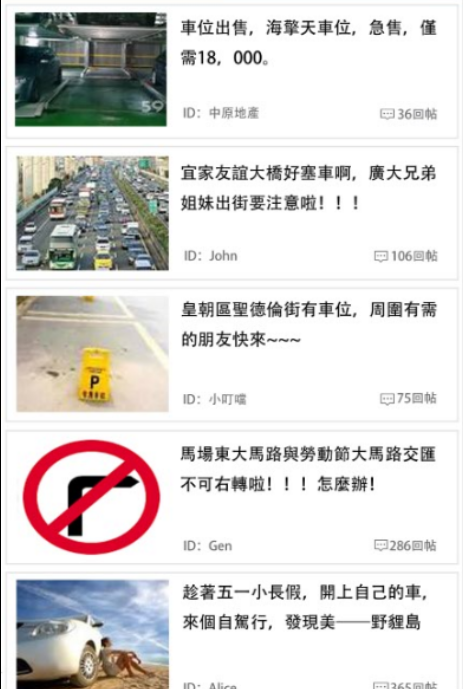 車位出售，海擎天車位，急售，僅
需18，000。
59
ID：中原地產
36回帖
宜家友誼大橋好塞車啊，廣大兄弟
姐妹出街要注意啦！！！
ID：John
106回帖
皇朝區聖德倫街有車位，周圍有需
的朋友快來~~~
P
ID：小叮噹
75回帖
馬場東大馬路與勞動節大馬路交匯
不可右轉啦！！！怎麼辦！
ID：Gen
286回帖
趁著五一小長假，開上自己的車，
來個自駕行，發現美——野貍島
ID：Alice
365回帖